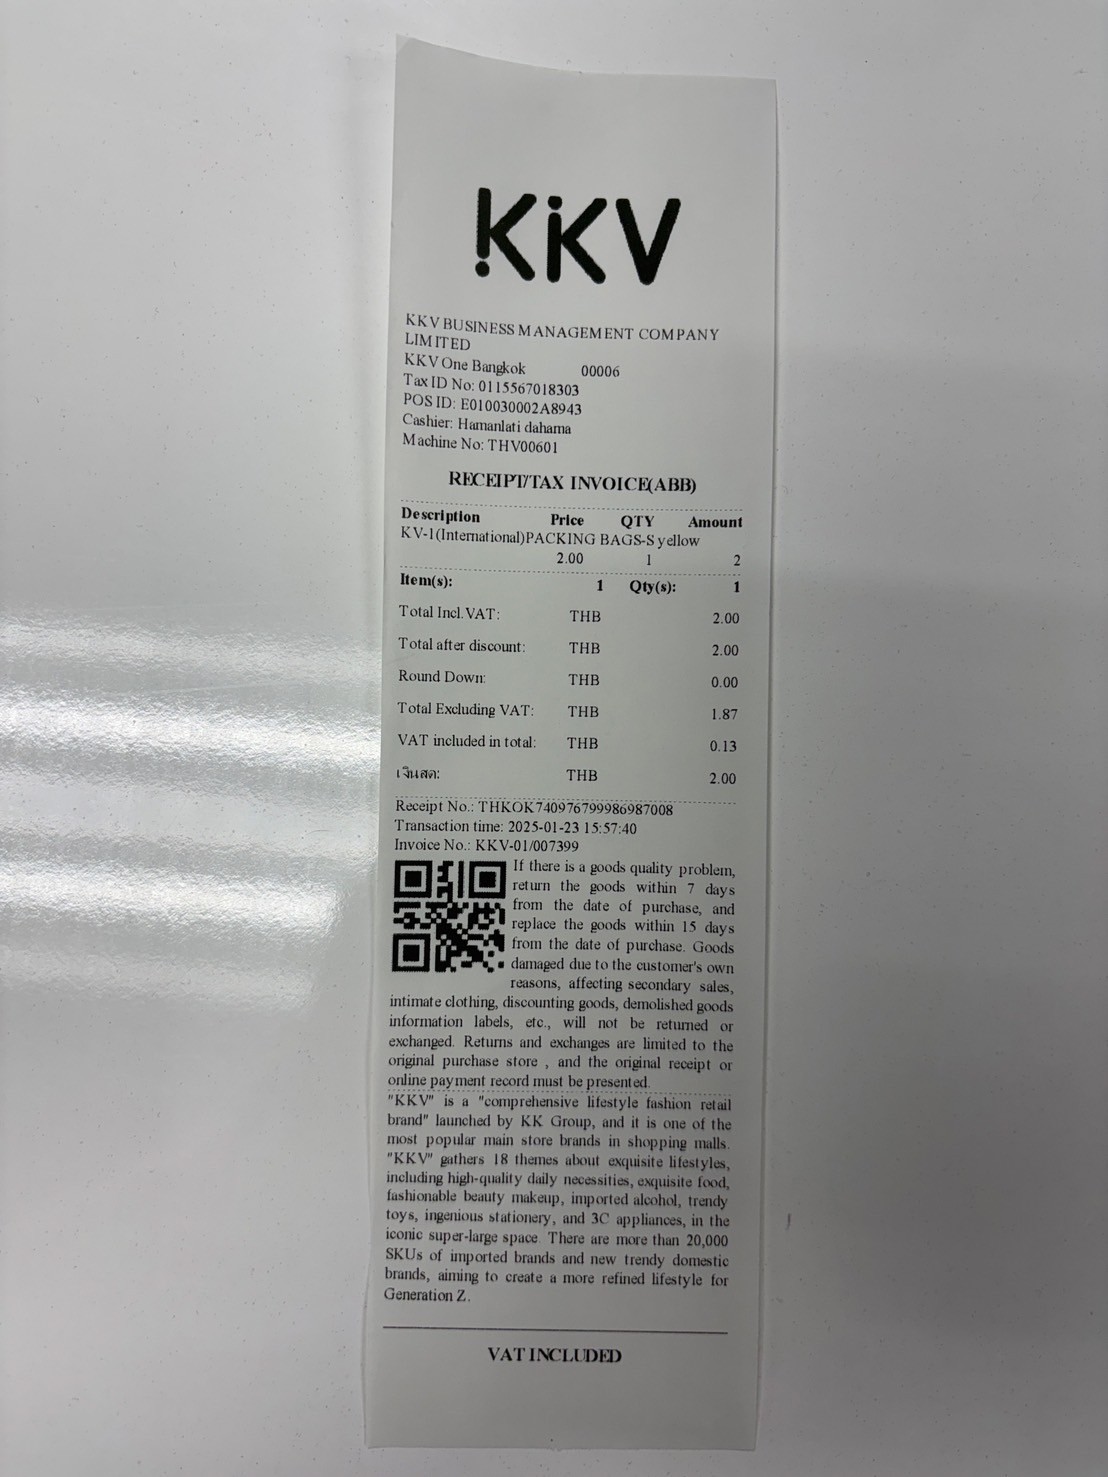 KKV
KKV BUSINESS MANAGEMENT COMPANY
LIMITED
KKV One Bangkok 00006
Tax ID No: 0115567018303
POS ID: E010030002A8943
Cashier: Hamanlati dahama
Machine No: THV00601
RECEIPT/TAX INVOICE(ABB)
Description Price QTY Amount
KV-1(International)PACKING BAGS-S yellow
2.00 1 2
Item(s): 1 Qty(s): 1
Total Incl.VAT: THB 2.00
Total after discount: THB 2.00
Round Down: THB 0.00
Total Excluding VAT: THB 1.87
VAT included in total: THB 0.13
เงินสด: THB 2.00
Receipt No.: THKOK740976799986987008
Transaction time: 2025-01-23 15:57:40
Invoice No.: KKV-01/007399
If there is a goods quality problem,
return the goods within 7 days
from the date of purchase, and
replace the goods within 15 days
from the date of purchase. Goods
damaged due to the customer's own
reasons, affecting secondary sales,
intimate clothing, discounting goods, demolished goods
information labels, etc., will not be returned or
exchanged. Returns and exchanges are limited to the
original purchase store , and the original receipt or
online payment record must be presented.
"KKV" is a "comprehensive lifestyle fashion retail
brand" launched by KK Group, and it is one of the
most popular main store brands in shopping malls.
"KKV" gathers 18 themes about exquisite lifestyles,
including high-quality daily necessities, exquisite food,
fashionable beauty makeup, imported alcohol, trendy
toys, ingenious stationery, and 3C appliances, in the
iconic super-large space. There are more than 20,000
SKUs of imported brands and new trendy domestic
brands, aiming to create a more refined lifestyle for
Generation Z.
VAT INCLUDED